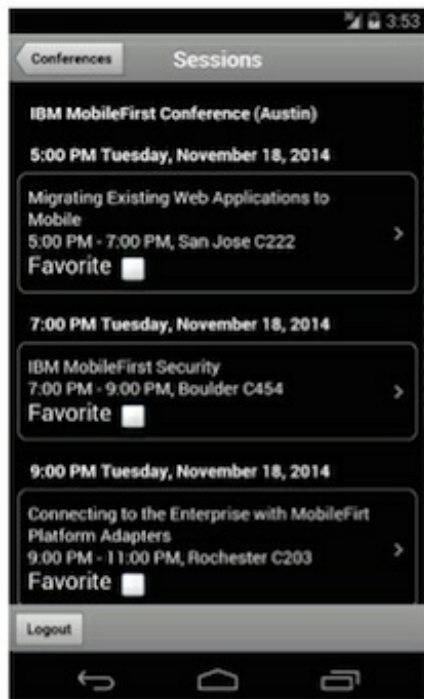 3:53
Conferences
Sessions
IBM MobileFirst Conference (Austin)
5:00 PM Tuesday, November 18, 2014
Migrating Existing Web Applications to
Mobile
5:00 PM - 7:00 PM, San Jose C222
Favorite
7:00 PM Tuesday, November 18, 2014
IBM MobileFirst Security
7:00 PM - 9:00 PM, Boulder C454
Favorite
9:00 PM Tuesday, November 18, 2014
Connecting to the Enterprise with MobileFirt
Platform Adapters
9:00 PM - 11:00 PM, Rochester C203
Favorite
Logout